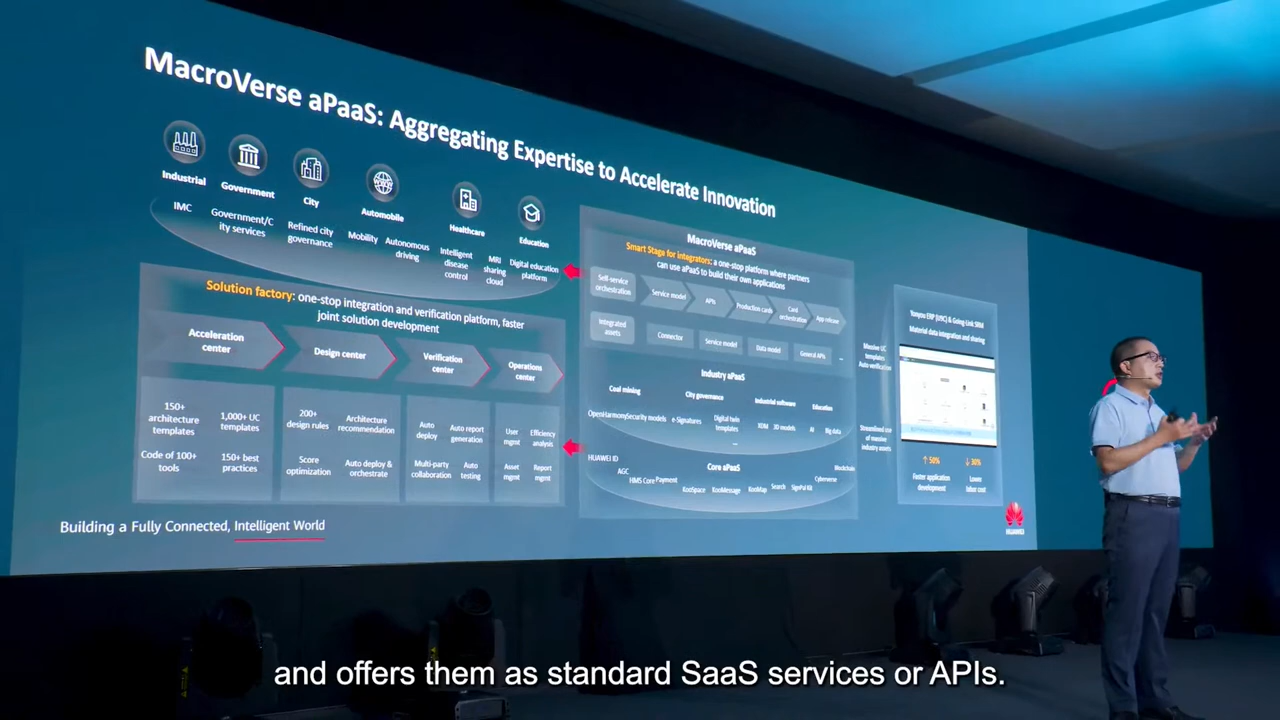 MacroVerse aPaaS: Aggregating Expertise to Accelerate Innovation
Industrial
Government
City
Automobile
Healthcare
Education
IMC
Government/C
ity services
Refined city
governance
Mobility
Autonomous
driving
Intelligent
disease
control
MRI
sharing
cloud
Digital education
platform
Solution factory: one-stop integration and verification platform, faster
joint solution development
Acceleration
center
Design center
Verification
center
Operations
center
150+
architecture
templates
1,000+ UC
templates
Code of 100+
tools
150+ best
practices
200+
design rules
Architecture
recommendation
Score
optimization
Auto deploy &
orchestrate
Auto
deploy
Auto report
generation
Multi-party
collaboration
Auto
testing
User
mgmt
Efficiency
analysis
Asset
mgmt
Report
mgmt
MacroVerse aPaaS
Smart Stage for integrators: a one-stop platform where partners
can use aPaaS to build their own applications
Self-service
orchestration
Service model
APIs
Production cards
Card
orchestration
App release
Integrated
assets
Connector
Service model
Data model
General APIs
...
Industry aPaaS
Coal mining
City governance
Industrial software
Education
OpenHarmony
Security models
e-Signatures
Digital twin
templates
XDM
3D models
AI
Big data
...
Core aPaaS
HUAWEI ID
AGC
HMS Core
Payment
KooSpace
KooMessage
KooMap
Search
SignPal Kit
Cyberverse
Blockchain
Massive UC
templates
Auto verification
Streamlined use
of massive
industry assets
Yonyou ERP (U9C) & Going-Link SRM
Material data integration and sharing
↑ 50%
Faster application
development
↓ 30%
Lower
labor cost
Building a Fully Connected, Intelligent World
HUAWEI
and offers them as standard SaaS services or APIs.